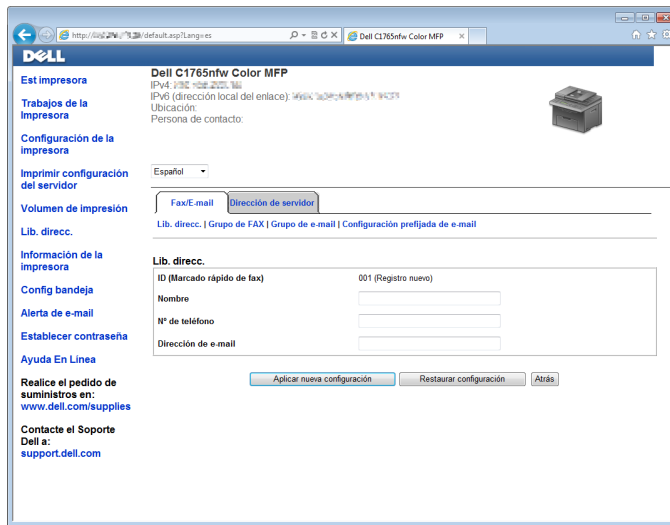 http:// /default.asp?Lang=es
Dell C1765nfw Color MFP
DELL
Est impresora
Trabajos de la
Impresora
Configuración de la
impresora
Imprimir configuración
del servidor
Volumen de impresión
Lib. direcc.
Información de la
impresora
Config bandeja
Alerta de e-mail
Establecer contraseña
Ayuda En Línea
Realice el pedido de
suministros en:
www.dell.com/supplies
Contacte el Soporte
Dell a:
support.dell.com
Dell C1765nfw Color MFP
IPv4:
IPv6 (dirección local del enlace):
Ubicación:
Persona de contacto:
Español
Fax/E-mail
Dirección de servidor
Lib. direcc. | Grupo de FAX | Grupo de e-mail | Configuración prefijada de e-mail
Lib. direcc.
ID (Marcado rápido de fax) 001 (Registro nuevo)
Nombre
Nº de teléfono
Dirección de e-mail
Aplicar nueva configuración
Restaurar configuración
Atrás